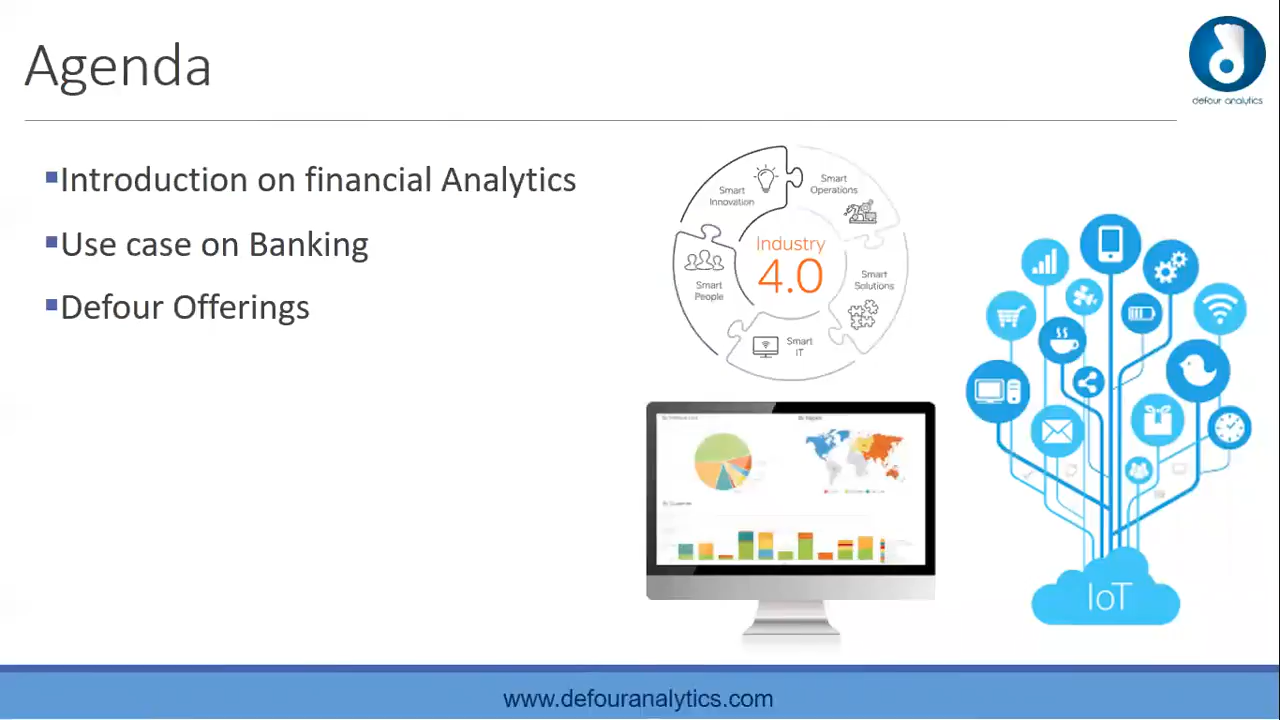 Agenda
defour analytics
▪Introduction on financial Analytics
▪Use case on Banking
▪Defour Offerings
Smart
Innovation
Smart
Operations
Industry
4.0
Smart
People
Smart
Solutions
Smart
IT
IoT
www.defouranalytics.com